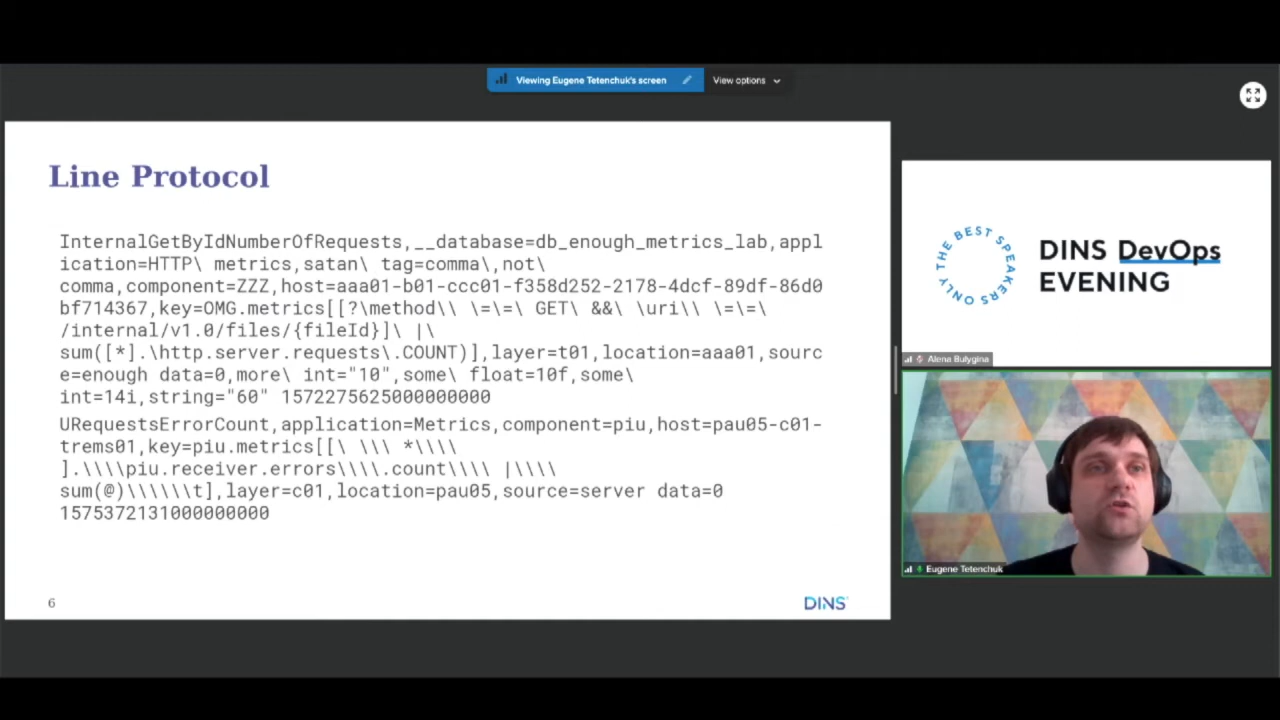 Viewing Eugene Tetenchuk's screen
View options
Line Protocol
InternalGetByIdNumberOfRequests,__database=db_enough_metrics_lab,appl
ication=HTTP\ metrics,satan\ tag=comma\,not\
comma,component=ZZZ,host=aaa01-b01-ccc01-f358d252-2178-4dcf-89df-86d0
bf714367,key=OMG.metrics[[?\method\\ \=\=\ GET\ &&\ \uri\\ \=\=\
/internal/v1.0/files/{fileId}]\ |\
sum([*].\http.server.requests\.COUNT)],layer=t01,location=aaa01,sourc
e=enough data=0,more\ int="10",some\ float=10f,some\
int=14i,string="60" 1572275625000000000
URequestsErrorCount,application=Metrics,component=piu,host=pau05-c01-
trems01,key=piu.metrics[[\ \\\ *\\\\
].\\\\piu.receiver.errors\\\\.count\\\\ |\\\\
sum(@)\\\\\\t],layer=c01,location=pau05,source=server data=0
1575372131000000000
6
DINS
THE BEST SPEAKERS ONLY
DINS DevOps
EVENING
Alena Bulygina
Eugene Tetenchuk